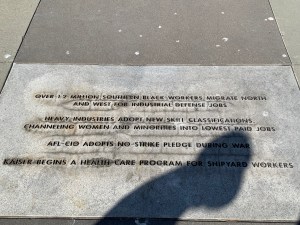 OVER 1.5 MILLION SOUTHERN BLACK WORKERS MIGRATE NORTH
AND WEST FOR INDUSTRIAL DEFENSE JOBS
HEAVY INDUSTRIES ADOPT NEW SKILL CLASSIFICATIONS
CHANNELING WOMEN AND MINORITIES INTO LOWEST PAID JOBS
AFL-CIO ADOPTS NO-STRIKE PLEDGE DURING WAR
KAISER BEGINS A HEALTH CARE PROGRAM FOR SHIPYARD WORKERS